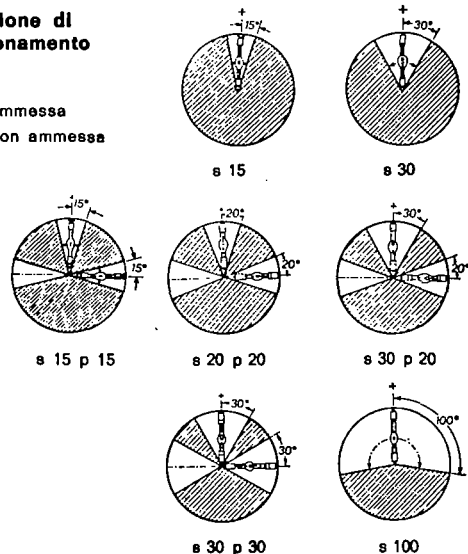 ione di
onamento
mmessa
on ammessa
+
15°
s 15
+
30°
s 30
15°
15°
s 15 p 15
20°
20°
s 20 p 20
+
30°
20°
s 30 p 20
+
30°
30°
s 30 p 30
+
100°
s 100